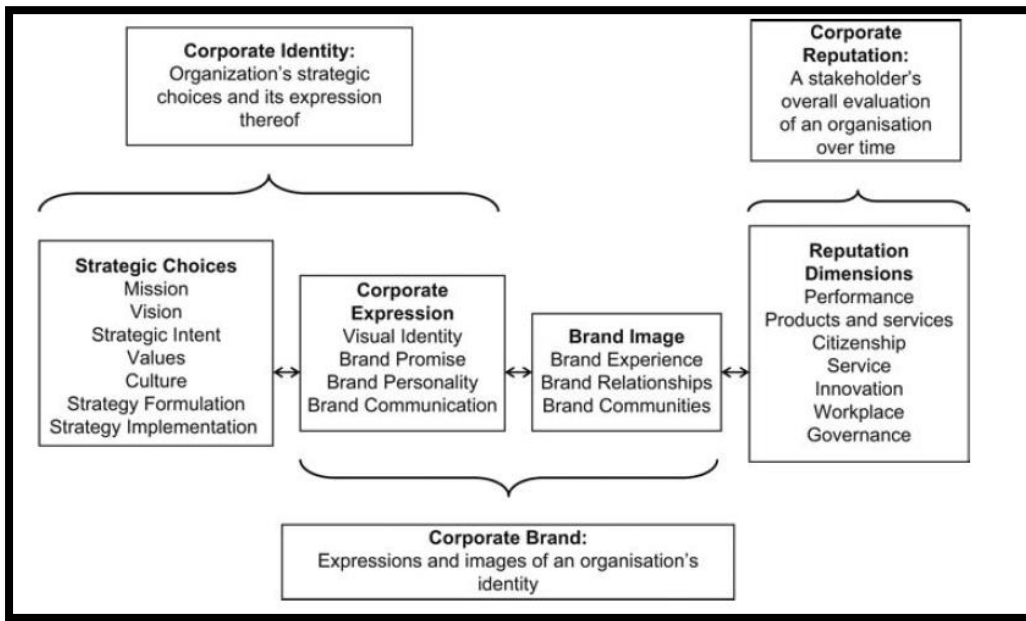 Corporate Identity:
Organization's strategic
choices and its expression
thereof
Corporate
Reputation:
A stakeholder's
overall evaluation
of an organisation
over time
Strategic Choices
Mission
Vision
Strategic Intent
Values
Culture
Strategy Formulation
Strategy Implementation
Corporate
Expression
Visual Identity
Brand Promise
Brand Personality
Brand Communication
Brand Image
Brand Experience
Brand Relationships
Brand Communities
Reputation
Dimensions
Performance
Products and services
Citizenship
Service
Innovation
Workplace
Governance
Corporate Brand:
Expressions and images of an organisation's
identity